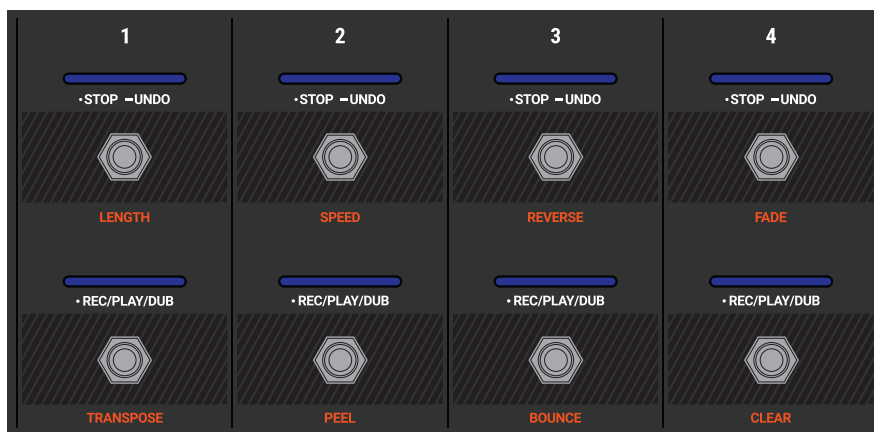 1 2 3 4
•STOP –UNDO •STOP –UNDO •STOP –UNDO •STOP –UNDO
LENGTH SPEED REVERSE FADE
•REC/PLAY/DUB •REC/PLAY/DUB •REC/PLAY/DUB •REC/PLAY/DUB
TRANSPOSE PEEL BOUNCE CLEAR